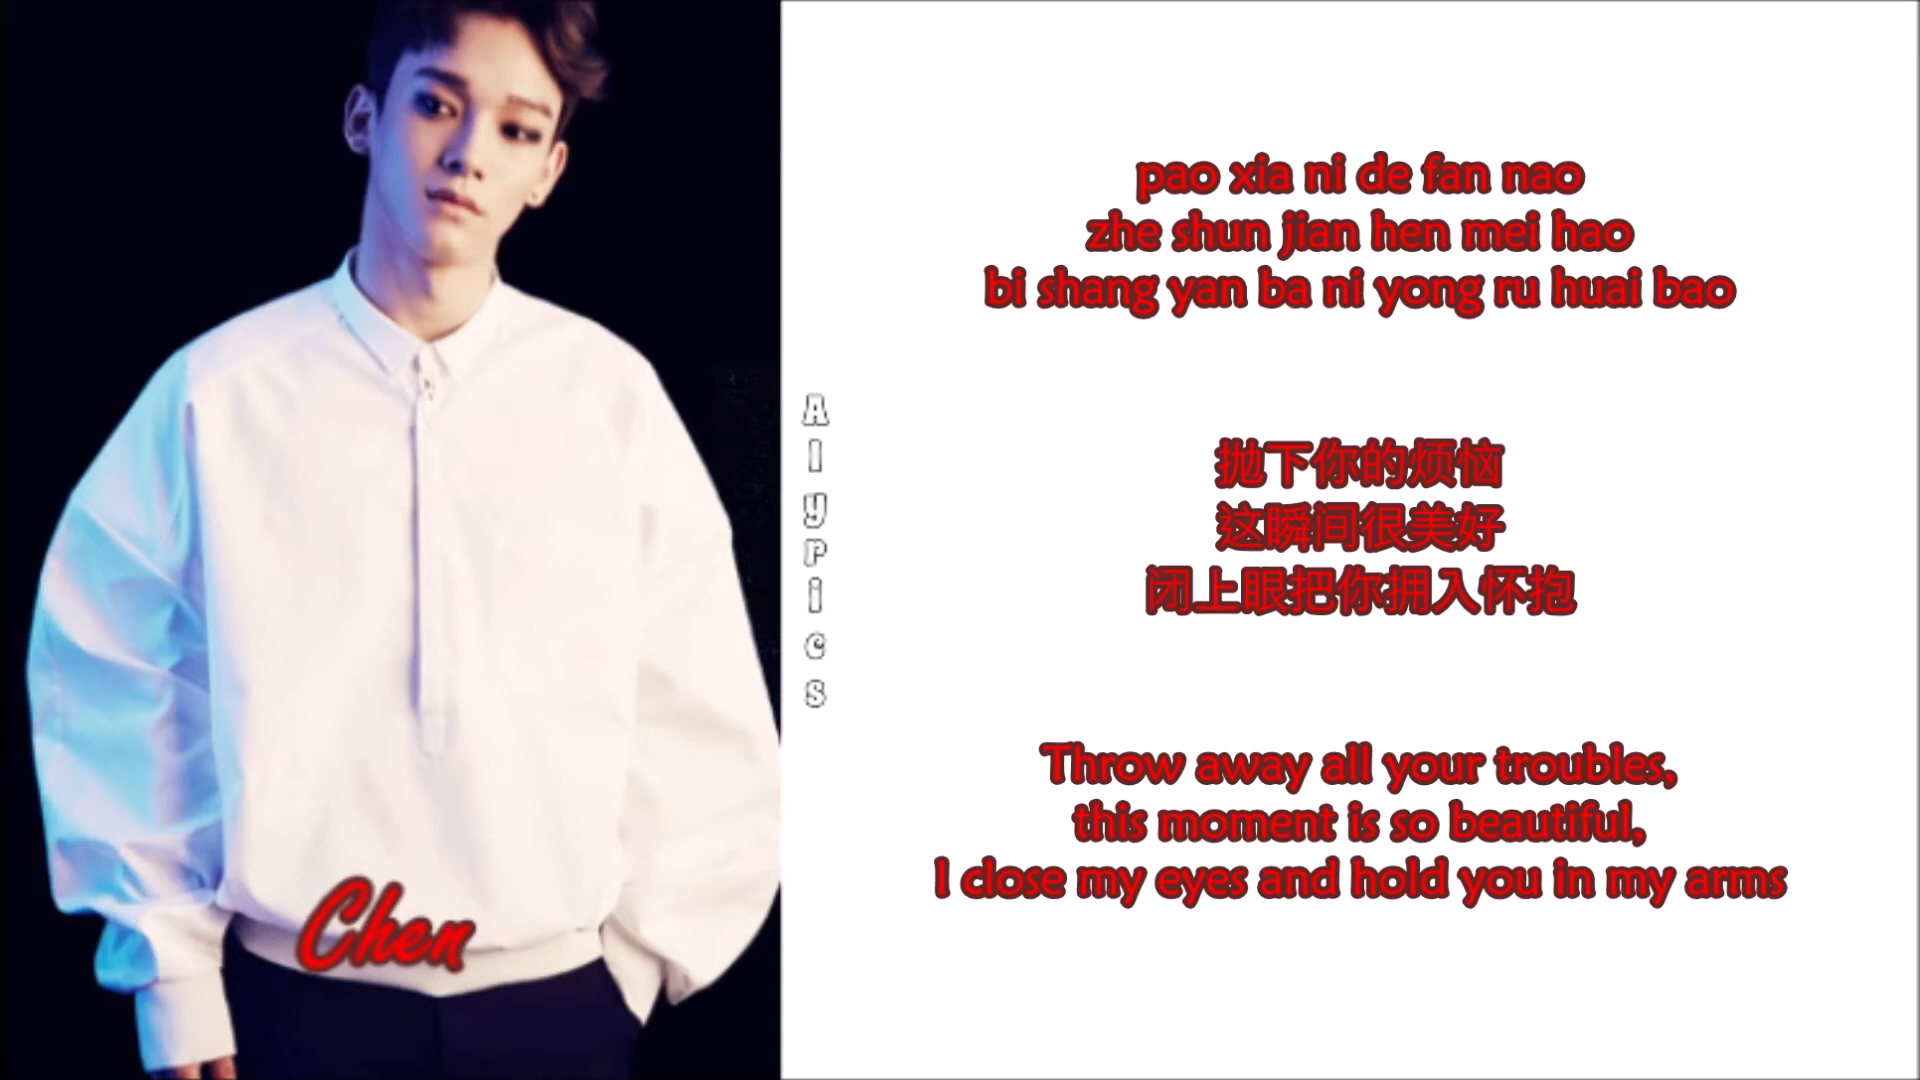 Chen
Alyrics
pao xia ni de fan nao
zhe shun jian hen mei hao
bi shang yan ba ni yong ru huai bao
抛下你的烦恼
这瞬间很美好
闭上眼把你拥入怀抱
Throw away all your troubles,
this moment is so beautiful,
I close my eyes and hold you in my arms